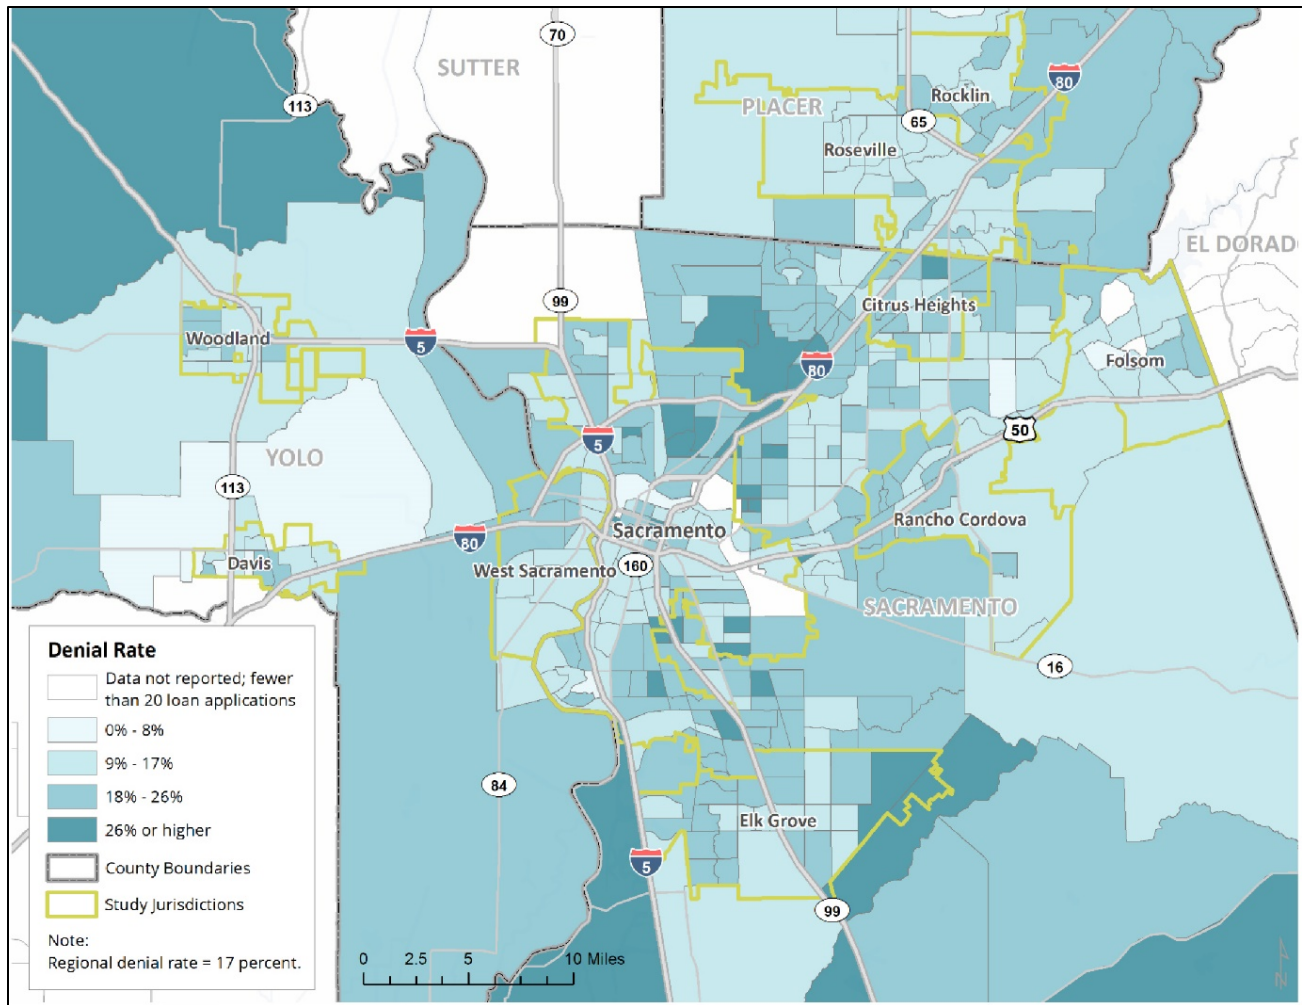 70
SUTTER
80
113
Rocklin
PLACER
65
Roseville
EL DORADO
99
Citrus Heights
Woodland
5
80
Folsom
50
5
YOLO
113
Rancho Cordova
Sacramento
80
Davis
160
West Sacramento
SACRAMENTO
16
Denial Rate
Data not reported; fewer
than 20 loan applications
0% - 8%
9% - 17%
18% - 26%
26% or higher
County Boundaries
Study Jurisdictions
Note:
Regional denial rate = 17 percent.
84
Elk Grove
5
99
0 2.5 5 10 Miles
N